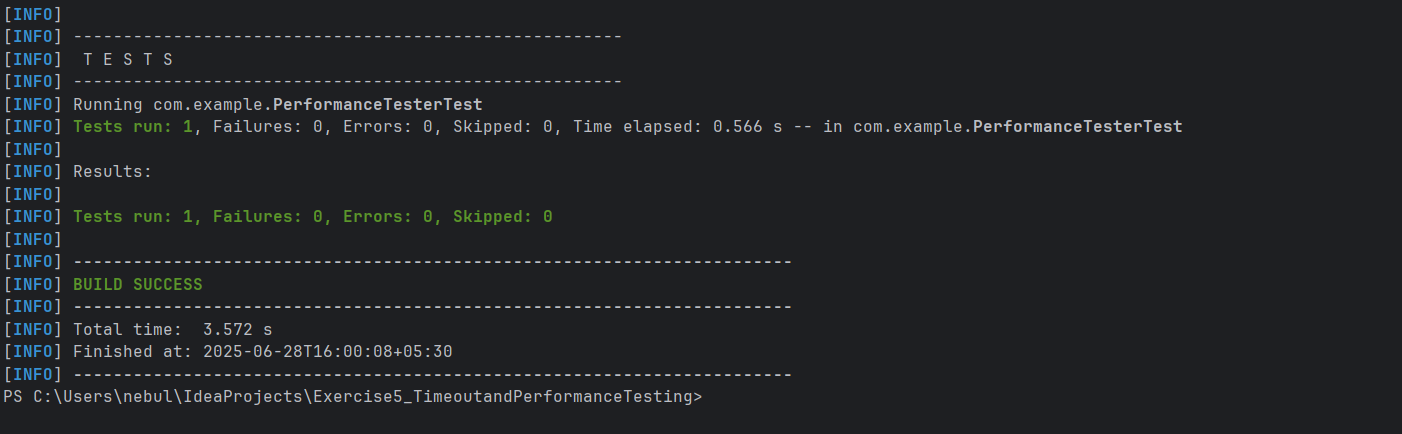 [INFO]
[INFO] -------------------------------------------------------
[INFO]  T E S T S
[INFO] -------------------------------------------------------
[INFO] Running com.example.PerformanceTesterTest
[INFO] Tests run: 1, Failures: 0, Errors: 0, Skipped: 0, Time elapsed: 0.566 s -- in com.example.PerformanceTesterTest
[INFO]
[INFO] Results:
[INFO]
[INFO] Tests run: 1, Failures: 0, Errors: 0, Skipped: 0
[INFO]
[INFO] ------------------------------------------------------------------------
[INFO] BUILD SUCCESS
[INFO] ------------------------------------------------------------------------
[INFO] Total time:  3.572 s
[INFO] Finished at: 2025-06-28T16:00:08+05:30
[INFO] ------------------------------------------------------------------------
PS C:\Users\nebul\IdeaProjects\Exercise5_TimeoutandPerformanceTesting>